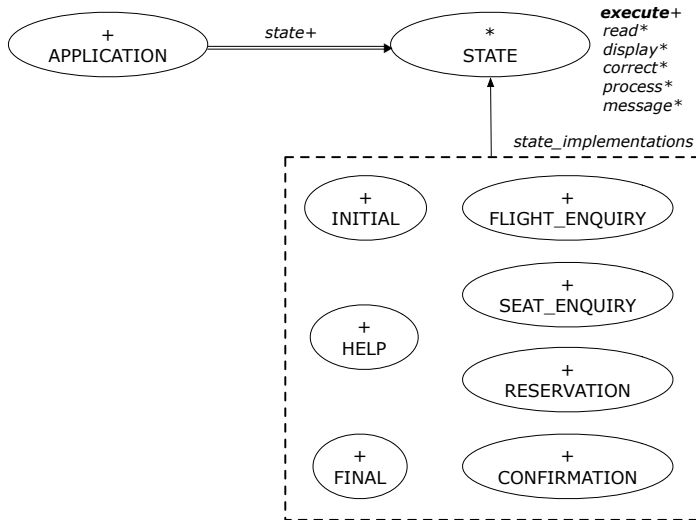 +
APPLICATION
state+
*
STATE
execute+
read*
display*
correct*
process*
message*
state_implementations
+
INITIAL
+
FLIGHT_ENQUIRY
+
SEAT_ENQUIRY
+
HELP
+
RESERVATION
+
FINAL
+
CONFIRMATION